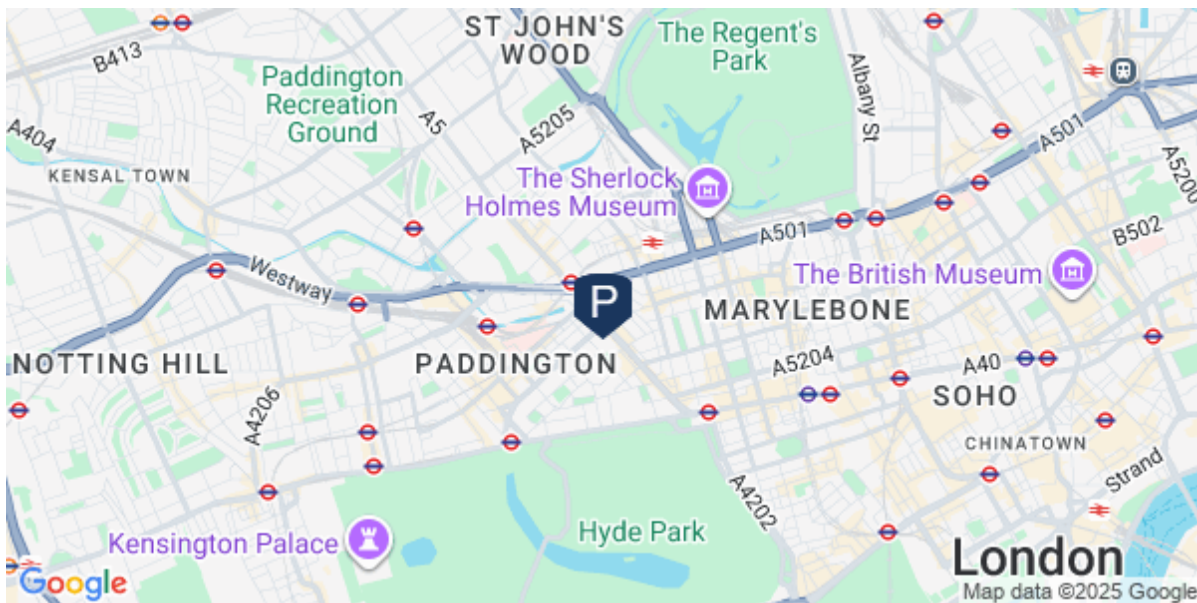 ST JOHN'S
WOOD
The Regent's
Park
B413
Paddington
Recreation
Ground
A5
A5205
Albany St
A501
A404
KENSAL TOWN
The Sherlock
Holmes Museum
A5200
A501
B502
Westway
P
The British Museum
MARYLEBONE
NOTTING HILL
PADDINGTON
A5204
A40
A4206
SOHO
CHINATOWN
A4202
Strand
Kensington Palace
Hyde Park
London
Google
Map data ©2025 Google